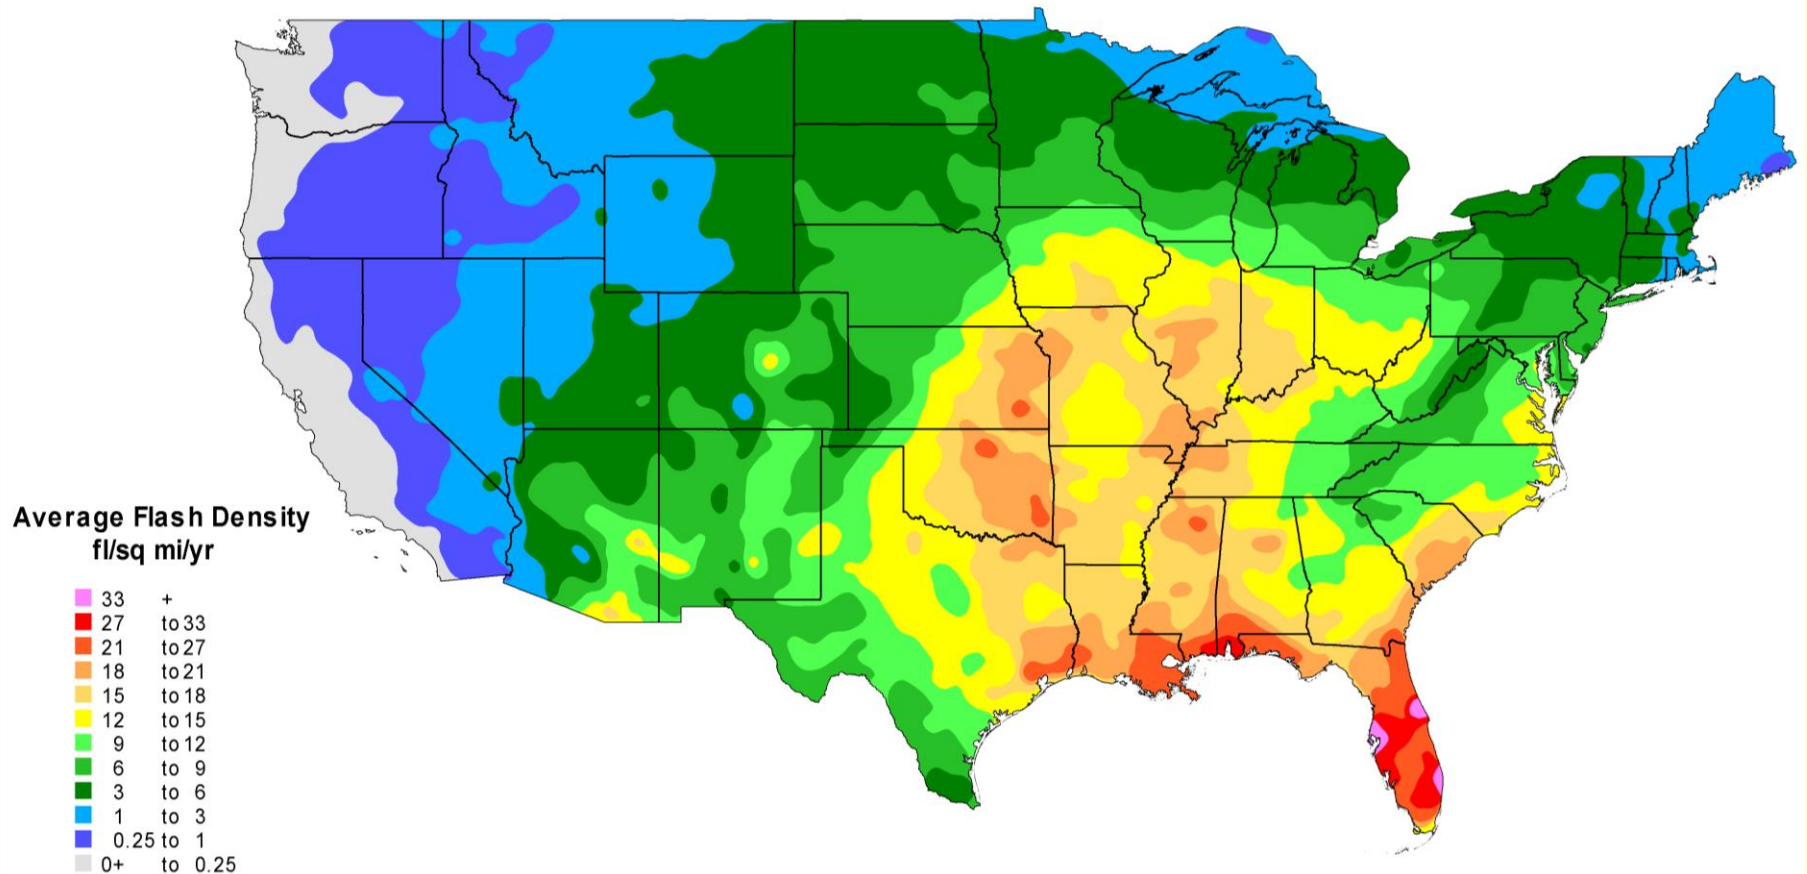 Average Flash Density
fl/sq mi/yr
33 +
27 to 33
21 to 27
18 to 21
15 to 18
12 to 15
9 to 12
6 to 9
3 to 6
1 to 3
0.25 to 1
0+ to 0.25